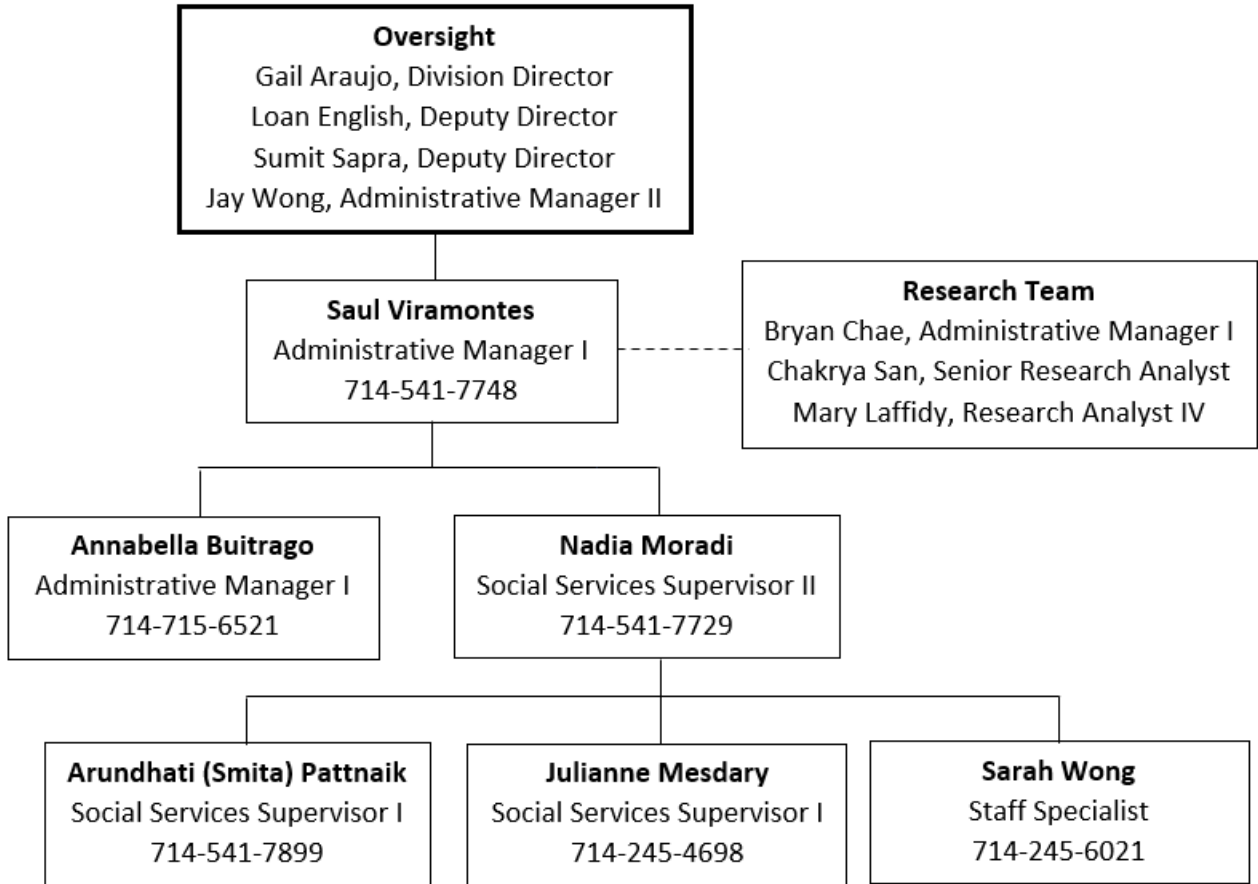 Oversight
Gail Araujo, Division Director
Loan English, Deputy Director
Sumit Sapra, Deputy Director
Jay Wong, Administrative Manager II
Saul Viramontes
Administrative Manager I
714-541-7748
Research Team
Bryan Chae, Administrative Manager I
Chakrya San, Senior Research Analyst
Mary Laffidy, Research Analyst IV
Annabella Buitrago
Administrative Manager I
714-715-6521
Nadia Moradi
Social Services Supervisor II
714-541-7729
Arundhati (Smita) Pattnaik
Social Services Supervisor I
714-541-7899
Julianne Mesdary
Social Services Supervisor I
714-245-4698
Sarah Wong
Staff Specialist
714-245-6021